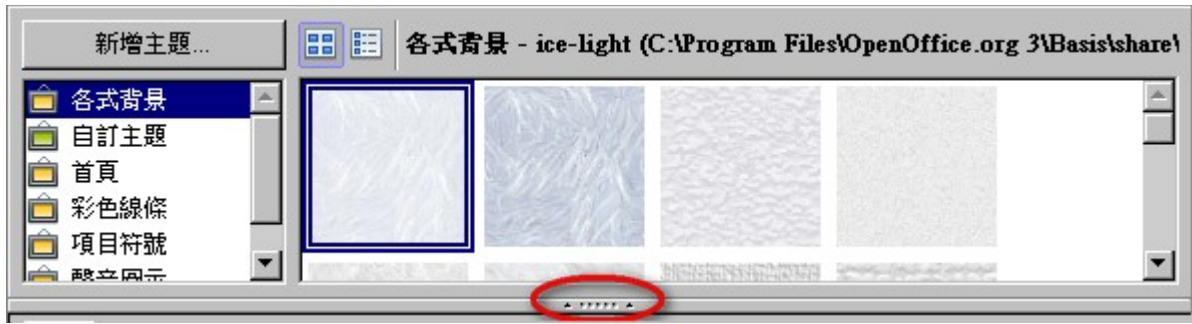 新增主題...
各式背景 - ice-light (C:\Program Files\OpenOffice.org 3\Basis\share\
各式背景
自訂主題
首頁
彩色線條
項目符號